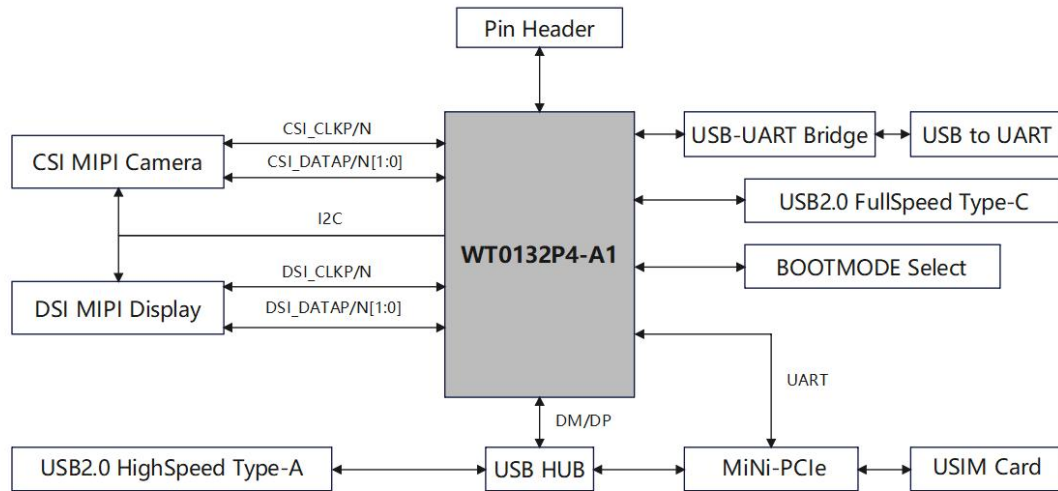 Pin Header
CSI MIPI Camera
CSI_CLKP/N
CSI_DATAP/N[1:0]
I2C
DSI MIPI Display
DSI_CLKP/N
DSI_DATAP/N[1:0]
WT0132P4-A1
USB-UART Bridge
USB to UART
USB2.0 FullSpeed Type-C
BOOTMODE Select
UART
DM/DP
USB2.0 HighSpeed Type-A
USB HUB
MiNi-PCIe
USIM Card